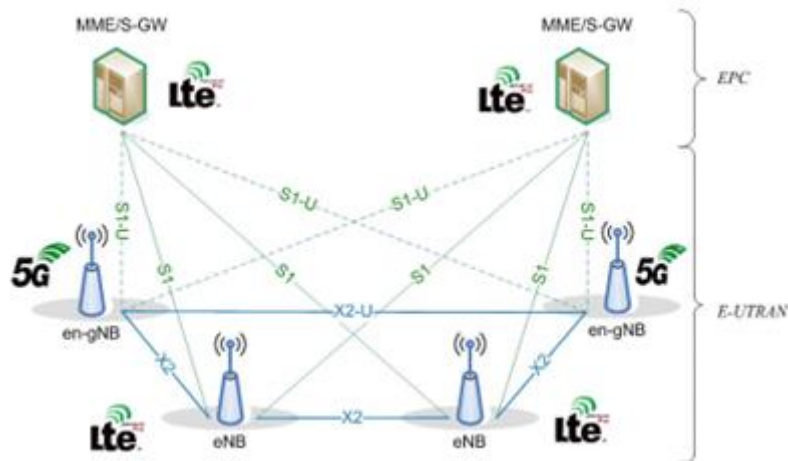 MME/S-GW
MME/S-GW
LTE
LTE
EPC
S1-U
S1-U
S1-U
S1-U
5G
5G
S1
S1
S1
S1
en-gNB
X2-U
en-gNB
E-UTRAN
X2
X2
LTE
eNB
X2
eNB
LTE